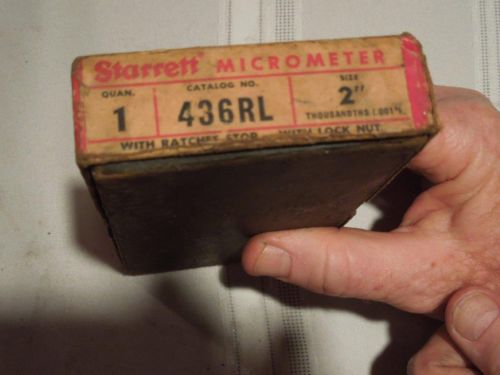 Starrett MICROMETER
QUAN. CATALOG NO. SIZE
1 436RL 2"
THOUSANDTHS (.001")
WITH RATCHET STOP WITH LOCK NUT